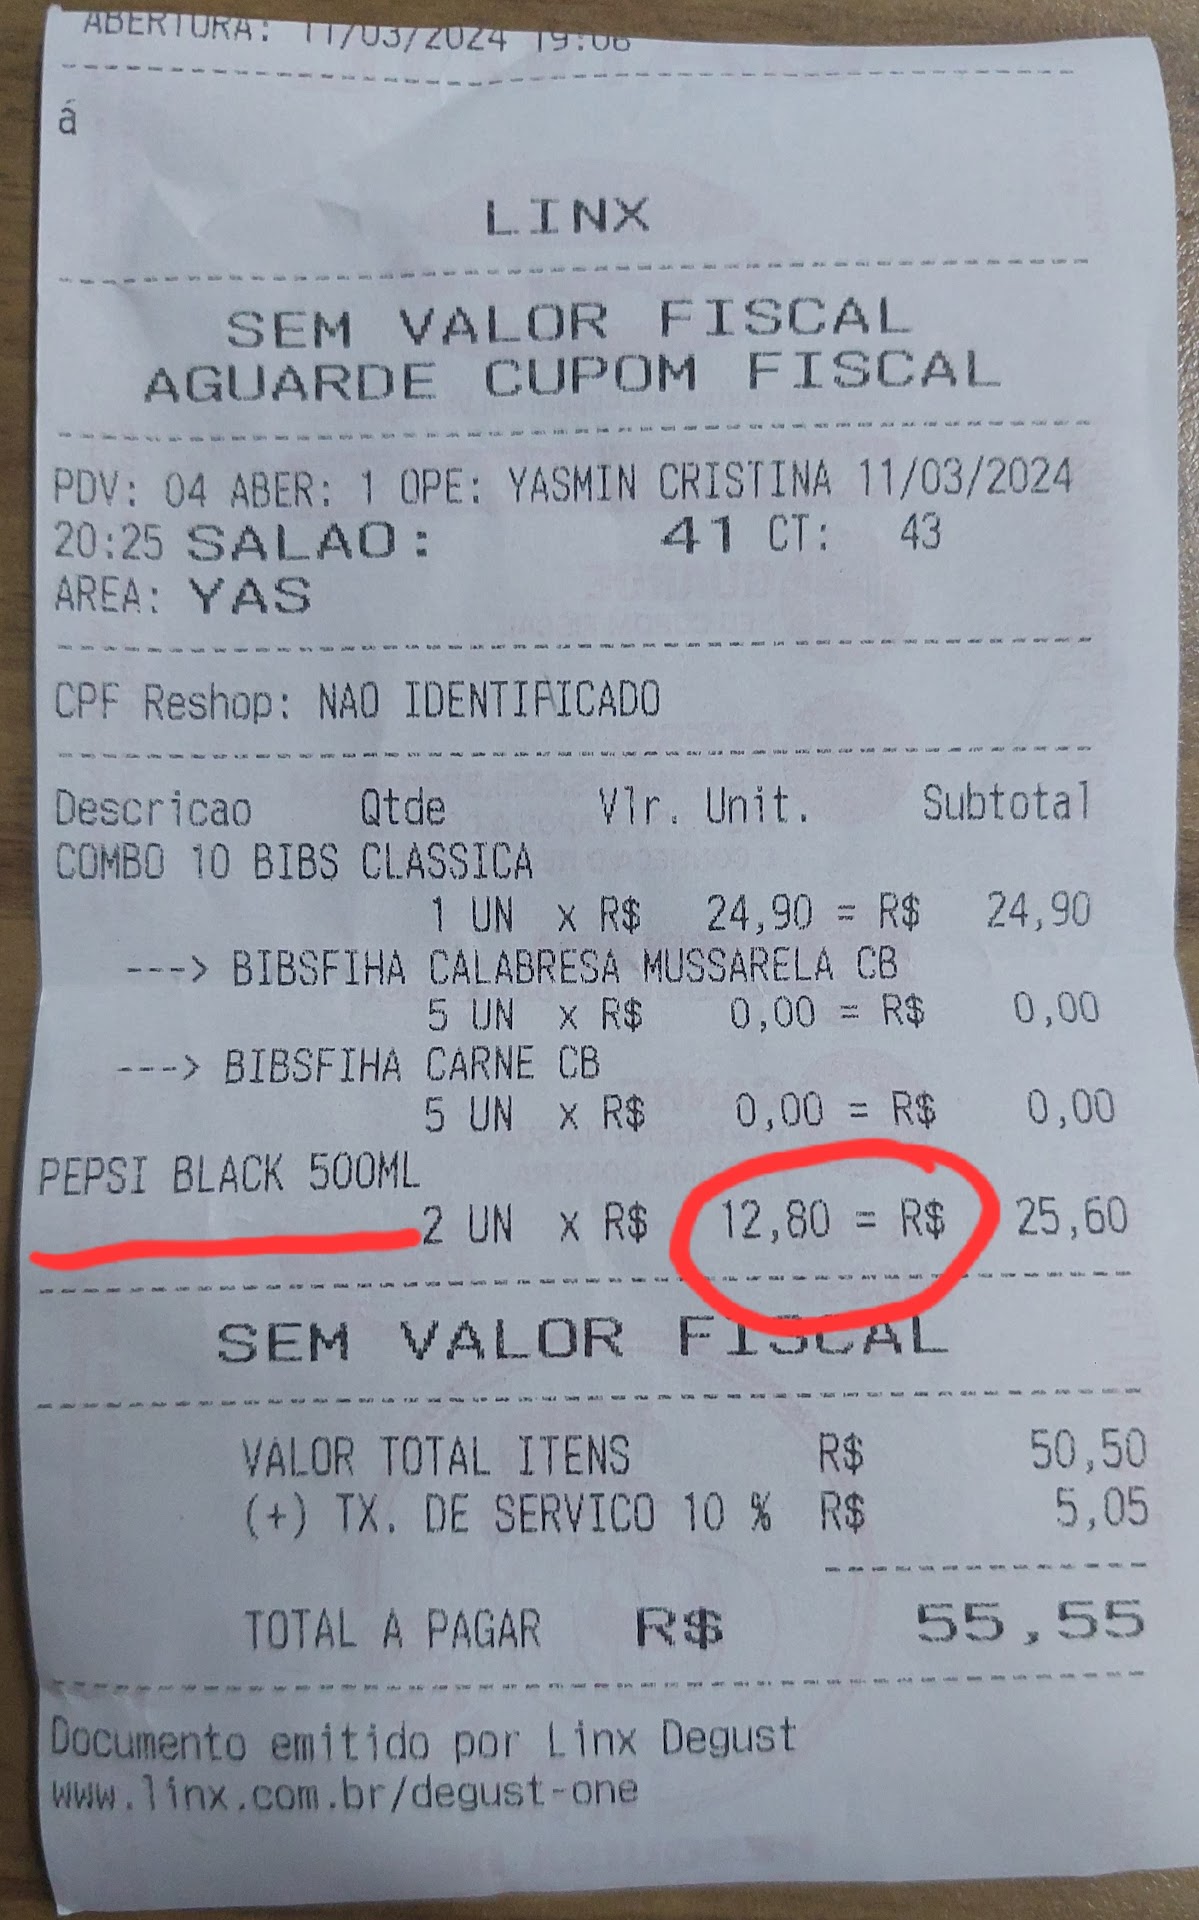 ABERTURA: 11/03/2024 19:06
á
LINX
SEM VALOR FISCAL
AGUARDE CUPOM FISCAL
PDV: 04 ABER: 1 OPE: YASMIN CRISTINA 11/03/2024
20:25 SALAO: 41 CT: 43
AREA: YAS
CPF Reshop: NAO IDENTIFICADO
Descricao Qtde Vlr. Unit. Subtotal
COMBO 10 BIBS CLASSICA
1 UN x R$ 24,90 = R$ 24,90
---> BIBSFIHA CALABRESA MUSSARELA CB
5 UN x R$ 0,00 = R$ 0,00
---> BIBSFIHA CARNE CB
5 UN x R$ 0,00 = R$ 0,00
PEPSI BLACK 500ML
2 UN x R$ 12,80 = R$ 25,60
SEM VALOR FISCAL
VALOR TOTAL ITENS R$ 50,50
(+) TX. DE SERVICO 10 % R$ 5,05
TOTAL A PAGAR R$ 55,55
Documento emitido por Linx Degust
www.linx.com.br/degust-one